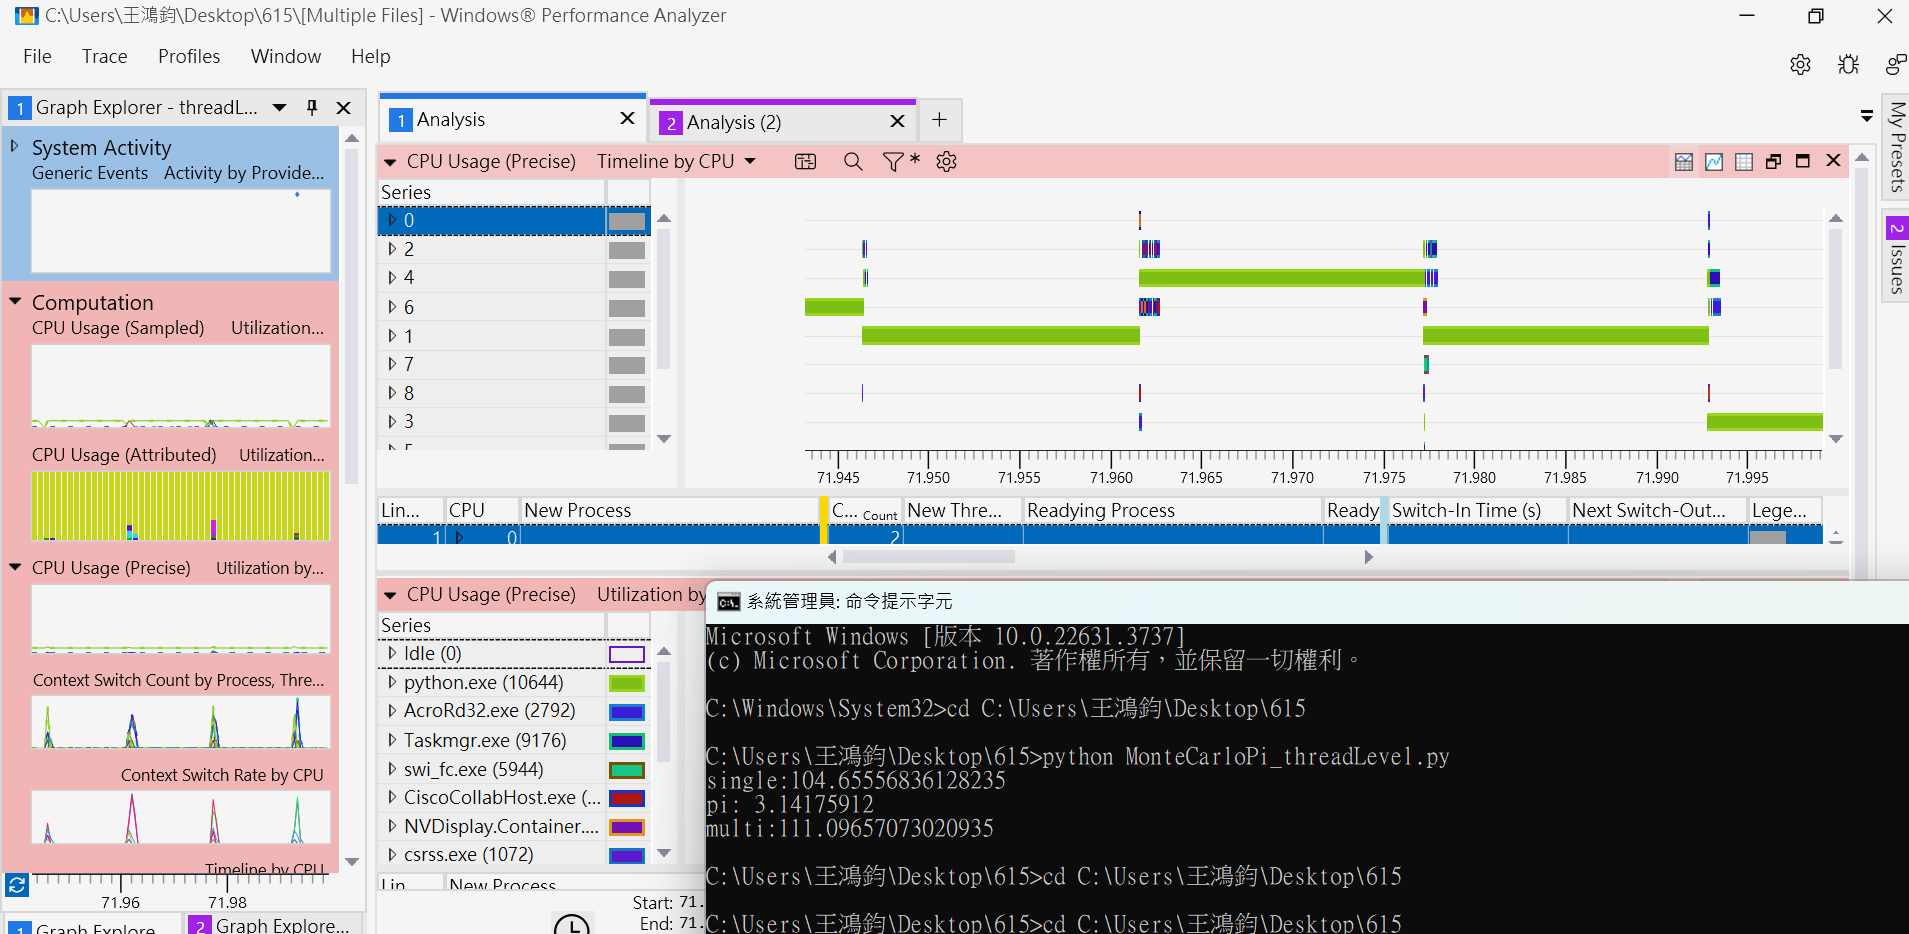 C:\Users\王鴻鈞\Desktop\615\[Multiple Files] - Windows® Performance Analyzer
File Trace Profiles Window Help
1 Graph Explorer - threadL...
System Activity
Generic Events Activity by Provide...
Computation
CPU Usage (Sampled) Utilization...
CPU Usage (Attributed) Utilization...
CPU Usage (Precise) Utilization by...
Context Switch Count by Process, Thre...
Context Switch Rate by CPU
Timeline by CPU
71.96 71.98
1 Graph Explore... 2 Graph Explore...
1 Analysis 2 Analysis (2) +
CPU Usage (Precise) Timeline by CPU *
Series
0
2
4
6
1
7
8
3
5
71.945 71.950 71.955 71.960 71.965 71.970 71.975 71.980 71.985 71.990 71.995
Lin... CPU New Process C... Count New Thre... Readying Process Ready Switch-In Time (s) Next Switch-Out... Lege...
1 0 2
CPU Usage (Precise) Utilization by
Series
Idle (0)
python.exe (10644)
AcroRd32.exe (2792)
Taskmgr.exe (9176)
swi_fc.exe (5944)
CiscoCollabHost.exe (...
NVDisplay.Container....
csrss.exe (1072)
Lin New Process
Start: 71.
End: 71.
My Presets
2 Issues
系統管理員: 命令提示字元
Microsoft Windows [版本 10.0.22631.3737]
(c) Microsoft Corporation. 著作權所有，並保留一切權利。
C:\Windows\System32>cd C:\Users\王鴻鈞\Desktop\615
C:\Users\王鴻鈞\Desktop\615>python MonteCarloPi_threadLevel.py
single:104.65556836128235
pi: 3.14175912
multi:111.09657073020935
C:\Users\王鴻鈞\Desktop\615>cd C:\Users\王鴻鈞\Desktop\615
C:\Users\王鴻鈞\Desktop\615>cd C:\Users\王鴻鈞\Desktop\615